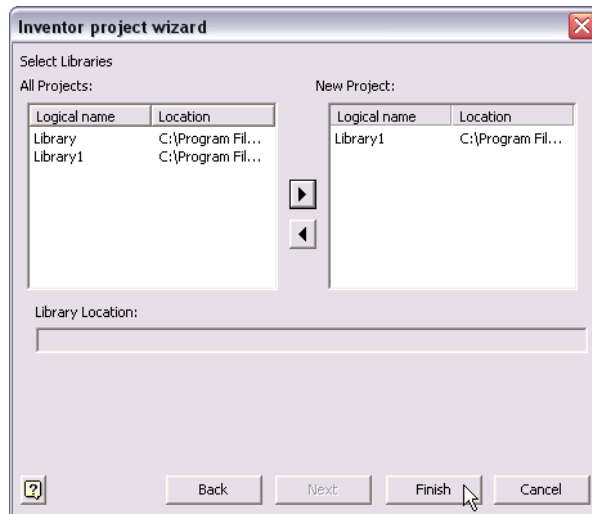 Inventor project wizard
Select Libraries
All Projects:
New Project:
Logical name Location
Library C:\Program Fil...
Library1 C:\Program Fil...
Logical name Location
Library1 C:\Program Fil...
Library Location:
? Back Next Finish Cancel